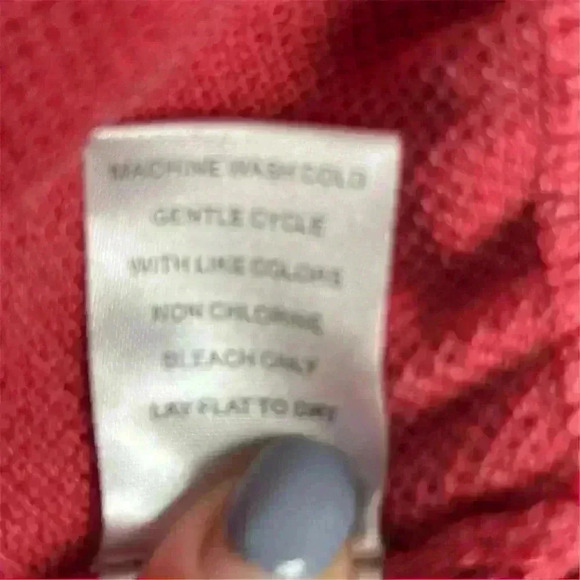 MACHINE WASH COLD
GENTLE CYCLE
WITH LIKE COLORS
NON CHLORINE
BLEACH ONLY
LAY FLAT TO DRY